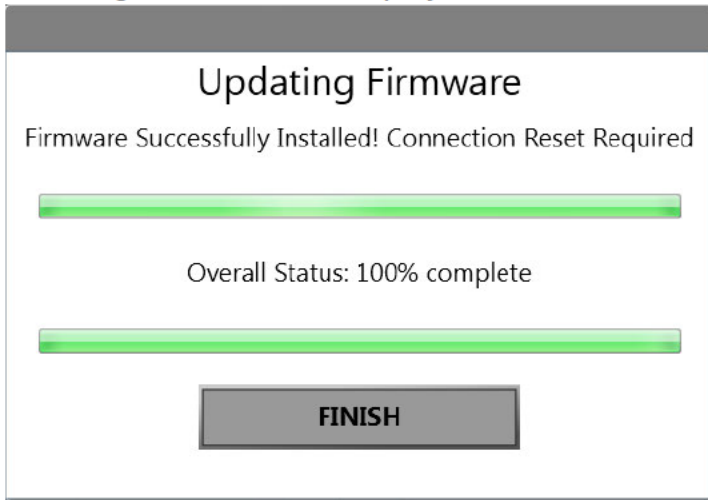 Updating Firmware
Firmware Successfully Installed! Connection Reset Required
Overall Status: 100% complete
FINISH